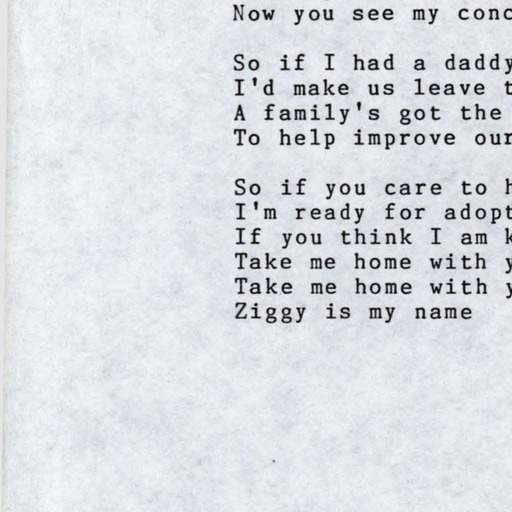 Now you see my conc
So if I had a daddy
I'd make us leave t
A family's got the
To help improve our
So if you care to h
I'm ready for adopt
If you think I am k
Take me home with y
Take me home with y
Ziggy is my name